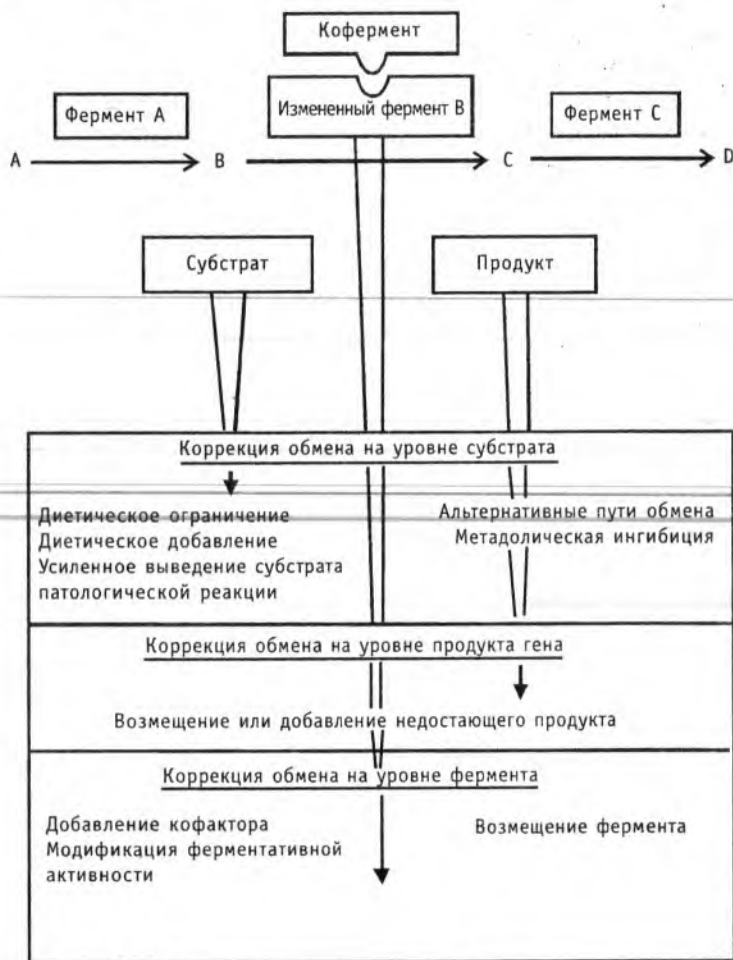 Кофермент
Фермент А
Измененный фермент В
Фермент С
А
В
С
D
Субстрат
Продукт
Коррекция обмена на уровне субстрата
Диетическое ограничение
Диетическое добавление
Усиленное выведение субстрата
патологической реакции
Альтернативные пути обмена
Метадолическая ингибиция
Коррекция обмена на уровне продукта гена
Возмещение или добавление недостающего продукта
Коррекция обмена на уровне фермента
Добавление кофактора
Модификация ферментативной
активности
Возмещение фермента